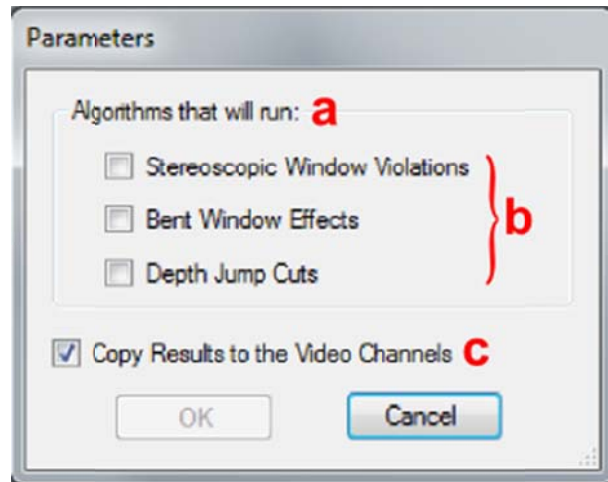 Parameters
Algorithms that will run: a
Stereoscopic Window Violations
Bent Window Effects
b
Depth Jump Cuts
Copy Results to the Video Channels c
OK
Cancel